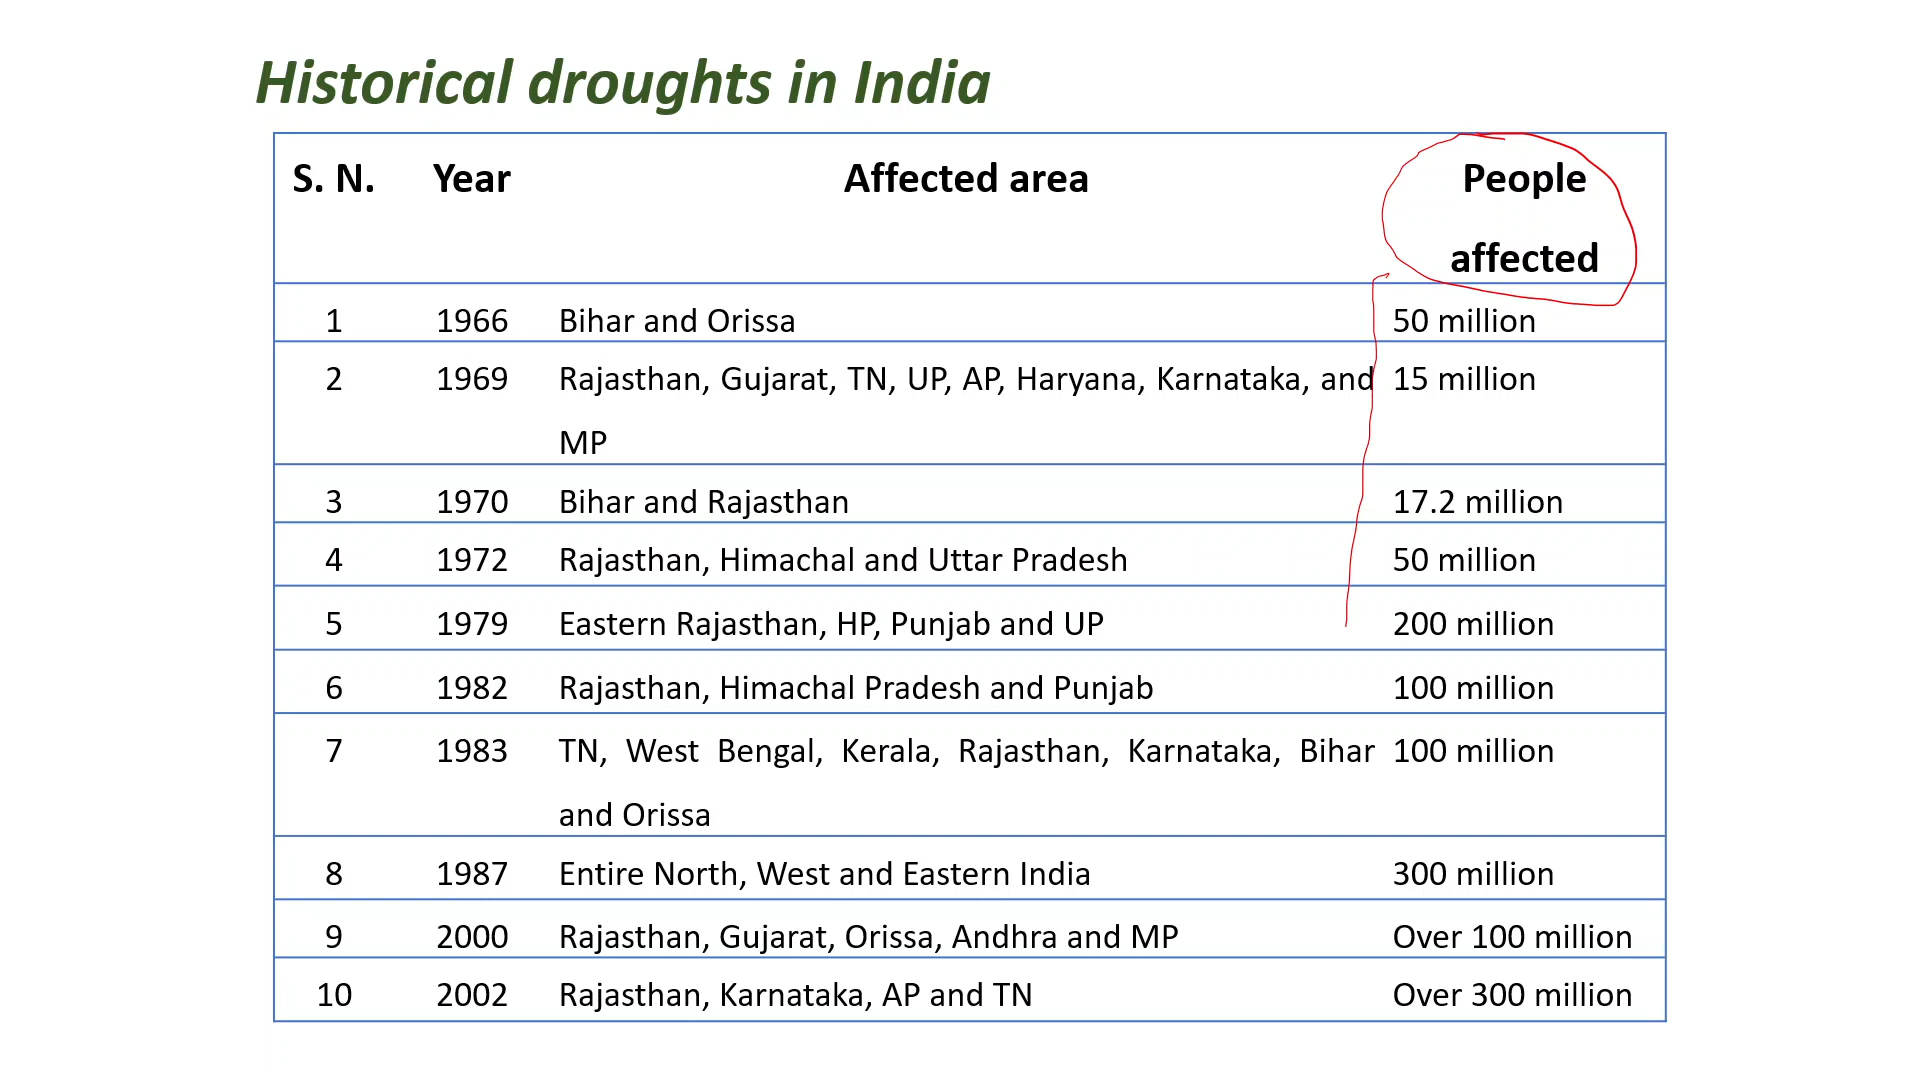 Historical droughts in India
S. N. Year Affected area People
affected
1 1966 Bihar and Orissa 50 million
2 1969 Rajasthan, Gujarat, TN, UP, AP, Haryana, Karnataka, and 15 million
MP
3 1970 Bihar and Rajasthan 17.2 million
4 1972 Rajasthan, Himachal and Uttar Pradesh 50 million
5 1979 Eastern Rajasthan, HP, Punjab and UP 200 million
6 1982 Rajasthan, Himachal Pradesh and Punjab 100 million
7 1983 TN, West Bengal, Kerala, Rajasthan, Karnataka, Bihar 100 million
and Orissa
8 1987 Entire North, West and Eastern India 300 million
9 2000 Rajasthan, Gujarat, Orissa, Andhra and MP Over 100 million
10 2002 Rajasthan, Karnataka, AP and TN Over 300 million